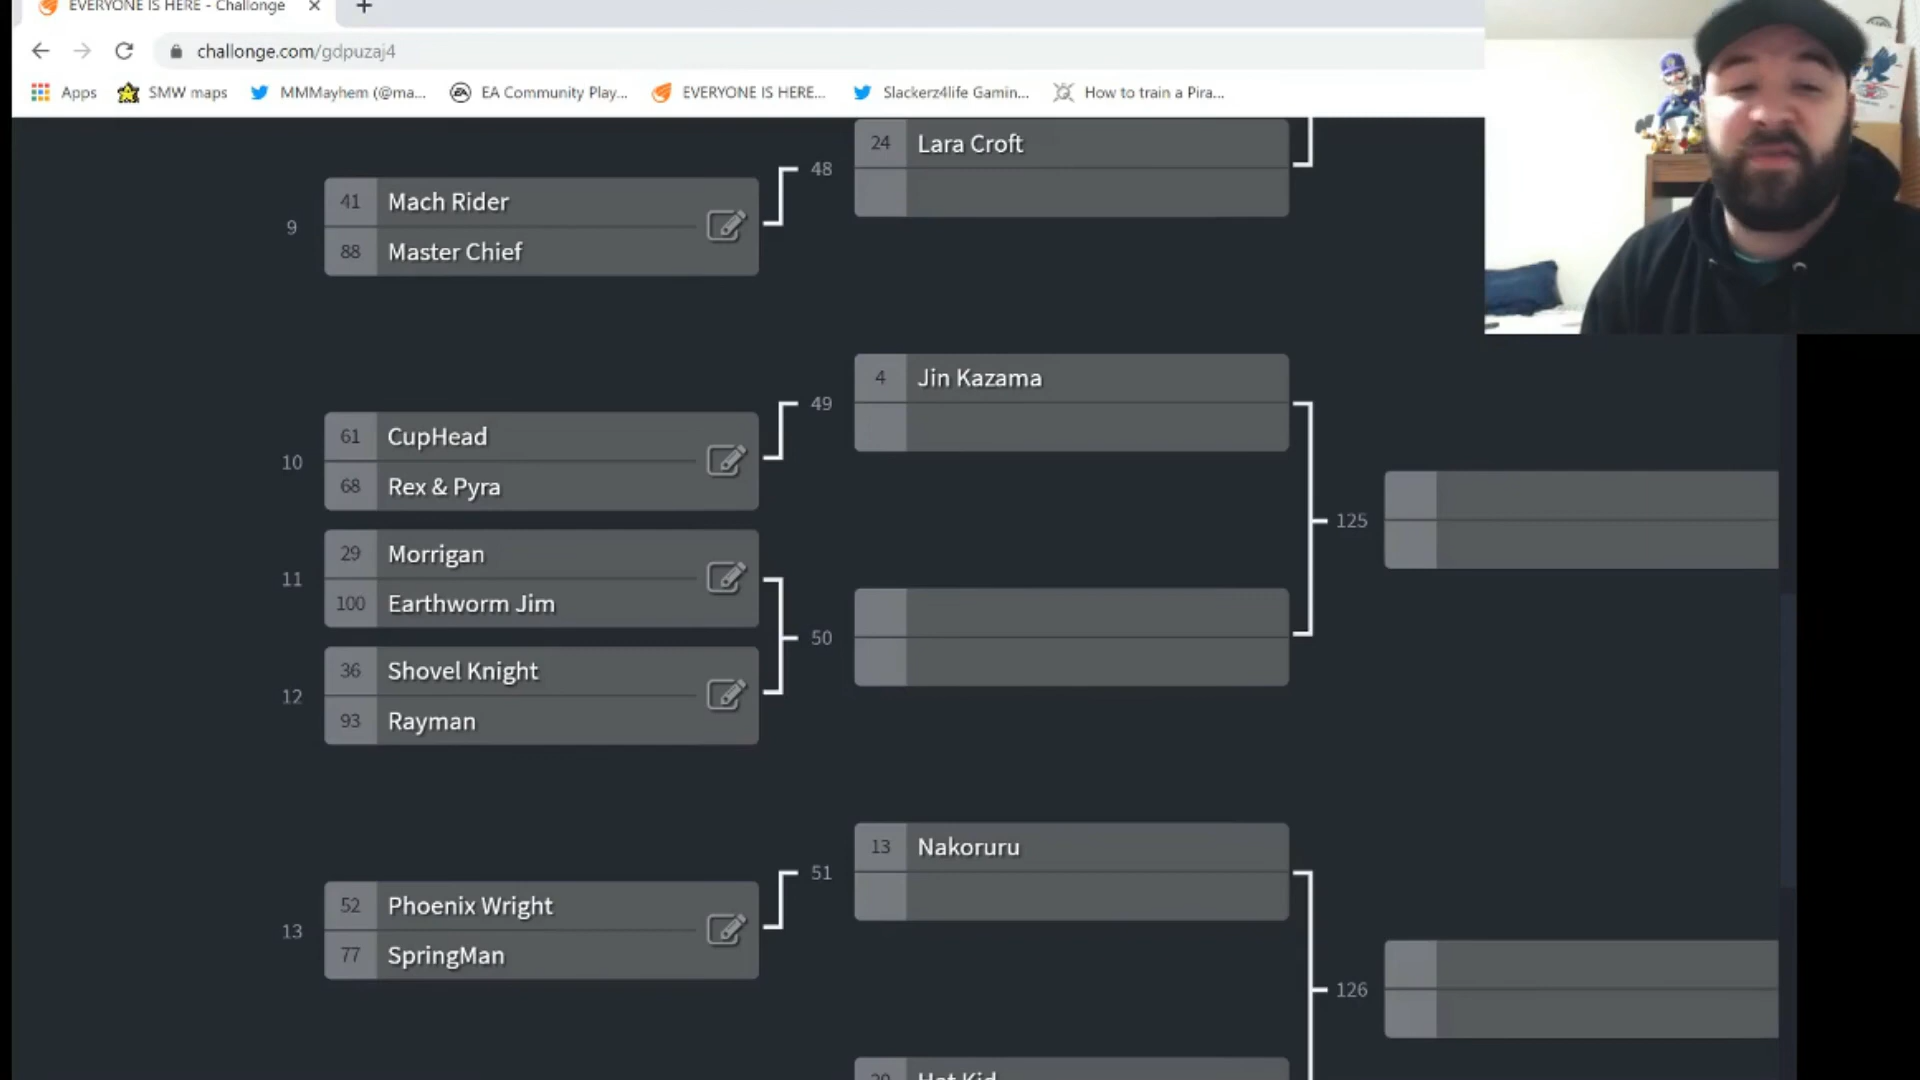 EVERYONE IS HERE - Challonge
challonge.com/gdpuzaj4
Apps
SMW maps
MMMayhem (@ma...
EA Community Play...
EVERYONE IS HERE...
Slackerz4life Gamin...
How to train a Pira...
24 Lara Croft
48
41 Mach Rider
9
88 Master Chief
4 Jin Kazama
49
61 CupHead
10
68 Rex & Pyra
125
29 Morrigan
11
100 Earthworm Jim
50
36 Shovel Knight
12
93 Rayman
13 Nakoruru
51
52 Phoenix Wright
13
77 SpringMan
126
Hat Kid